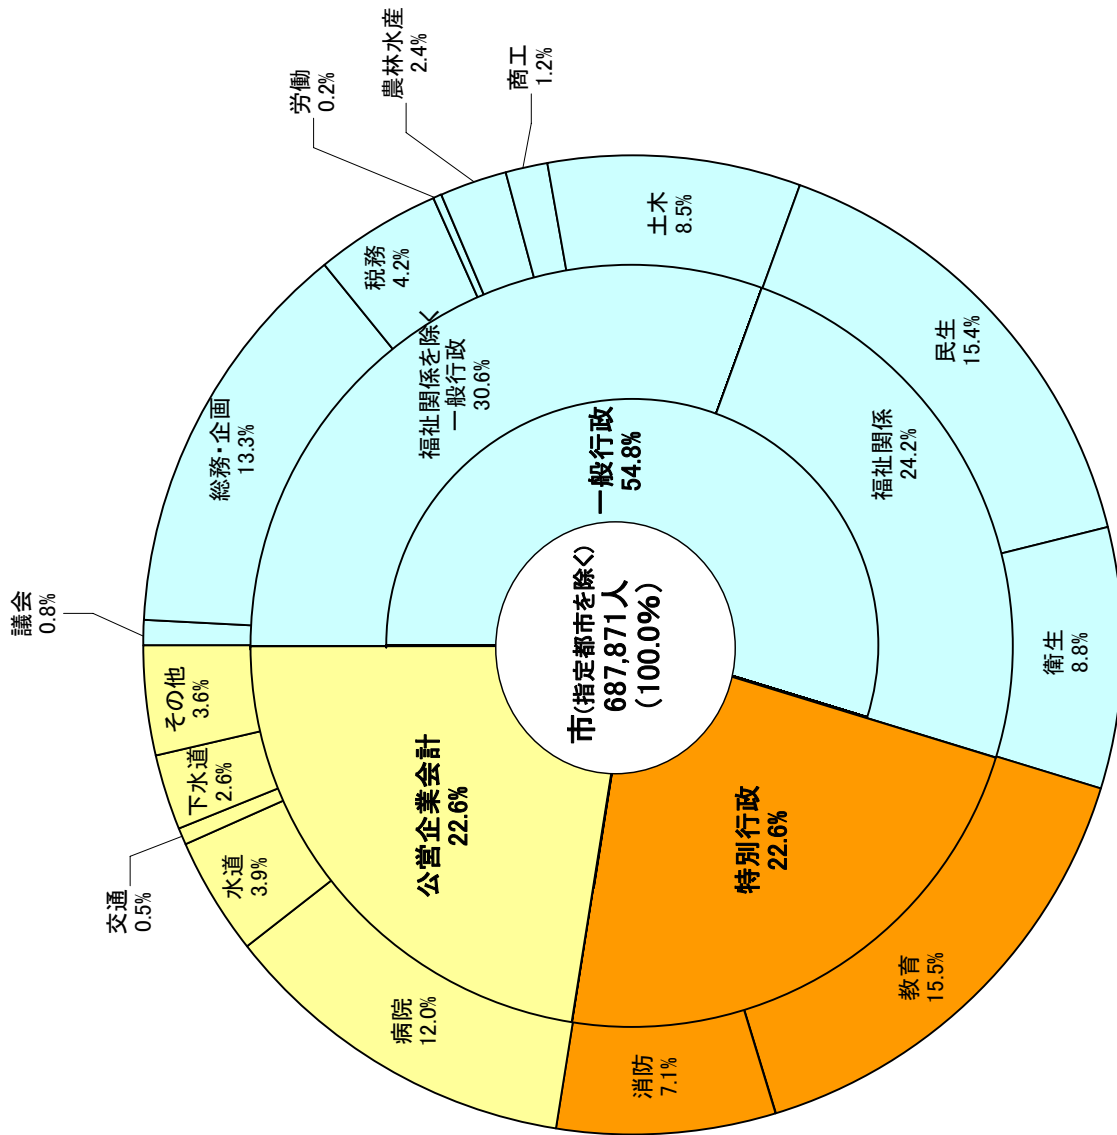 市(指定都市を除く)
687,871人
(100.0%)
一般行政
54.8%
福祉関係を除く
一般行政
30.6%
福祉関係
24.2%
議会
0.8%
総務・企画
13.3%
税務
4.2%
労働
0.2%
農林水産
2.4%
商工
1.2%
土木
8.5%
民生
15.4%
衛生
8.8%
特別行政
22.6%
教育
15.5%
消防
7.1%
公営企業会計
22.6%
病院
12.0%
水道
3.9%
交通
0.5%
下水道
2.6%
その他
3.6%